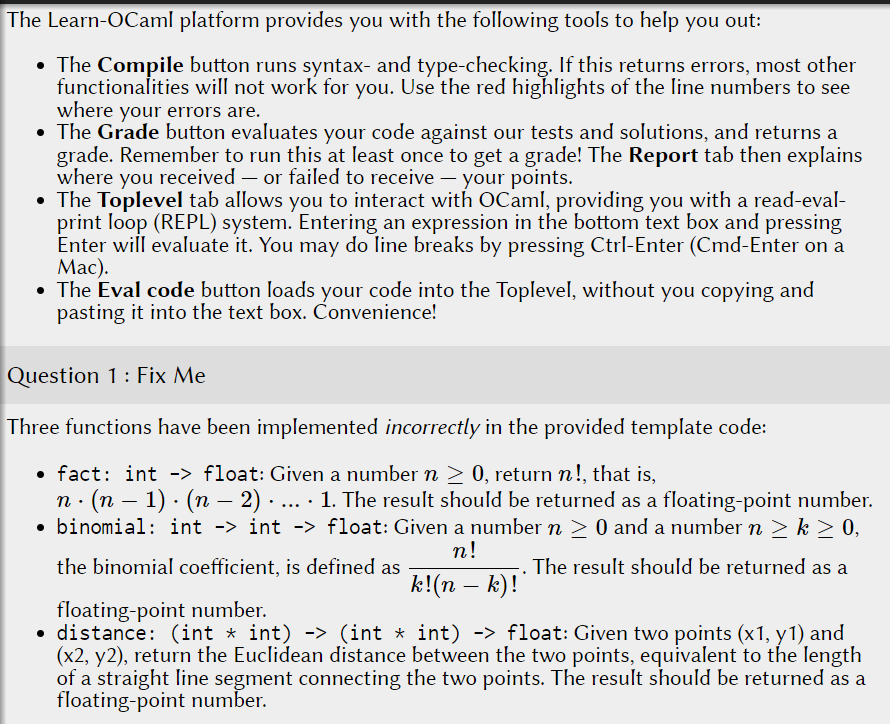 The Learn-OCaml platform provides you with the following tools to help you out:
• The Compile button runs syntax- and type-checking. If this returns errors, most other
functionalities will not work for you. Use the red highlights of the line numbers to see
where your errors are.
• The Grade button evaluates your code against our tests and solutions, and returns a
grade. Remember to run this at least once to get a grade! The Report tab then explains
where you received — or failed to receive — your points.
• The Toplevel tab allows you to interact with OCaml, providing you with a read-eval-
print loop (REPL) system. Entering an expression in the bottom text box and pressing
Enter will evaluate it. You may do line breaks by pressing Ctrl-Enter (Cmd-Enter on a
Mac).
• The Eval code button loads your code into the Toplevel, without you copying and
pasting it into the text box. Convenience!
Question 1 : Fix Me
Three functions have been implemented incorrectly in the provided template code:
• fact: int -> float: Given a number n ≥ 0, return n!, that is,
n · (n − 1) · (n − 2) · ... · 1. The result should be returned as a floating-point number.
• binomial: int -> int -> float: Given a number n ≥ 0 and a number n ≥ k ≥ 0,
the binomial coefficient, is defined as n! / k!(n − k)! . The result should be returned as a
floating-point number.
• distance: (int * int) -> (int * int) -> float: Given two points (x1, y1) and
(x2, y2), return the Euclidean distance between the two points, equivalent to the length
of a straight line segment connecting the two points. The result should be returned as a
floating-point number.